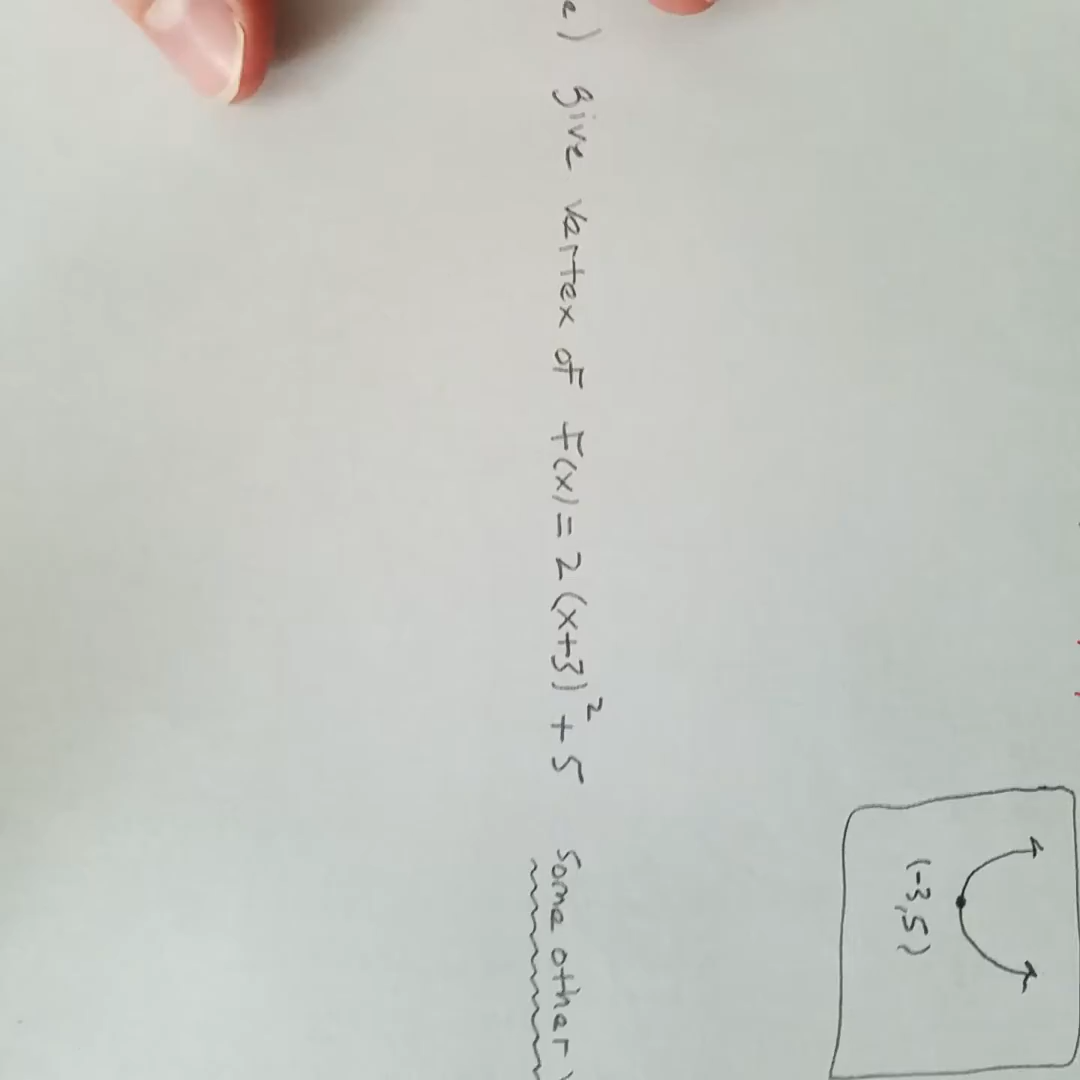 (-3,5)
e) give vertex of f(x) = 2(x+3)² + 5 some other